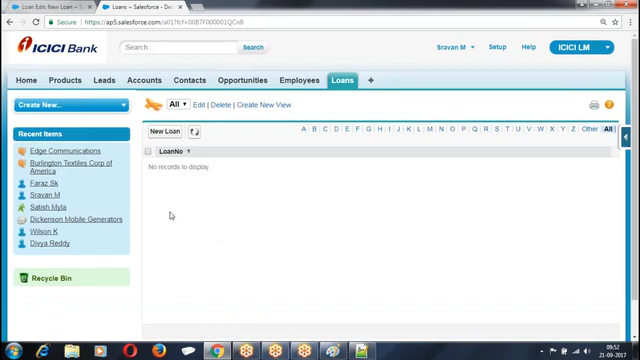 Loan Edit: New Loan ~ S
Loans ~ Salesforce - De
Secure
https://ap5.salesforce.com/a01?fcf=00B7F000001QCnB
ICICI Bank
Search...
Search
Sravan M
Setup
Help
ICICI LM
Home
Products
Leads
Accounts
Contacts
Opportunities
Employees
Loans
+
Create New...
All
Edit | Delete | Create New View
New Loan
A B C D E F G H I J K L M N O P Q R S T U V W X Y Z Other All
Recent Items
LoanNo
No records to display.
Edge Communications
Burlington Textiles Corp of
America
Faraz Sk
Sravan M
Satish Myla
Dickenson Mobile Generators
Wilson K
Divya Reddy
Recycle Bin
09:52
21-09-2017